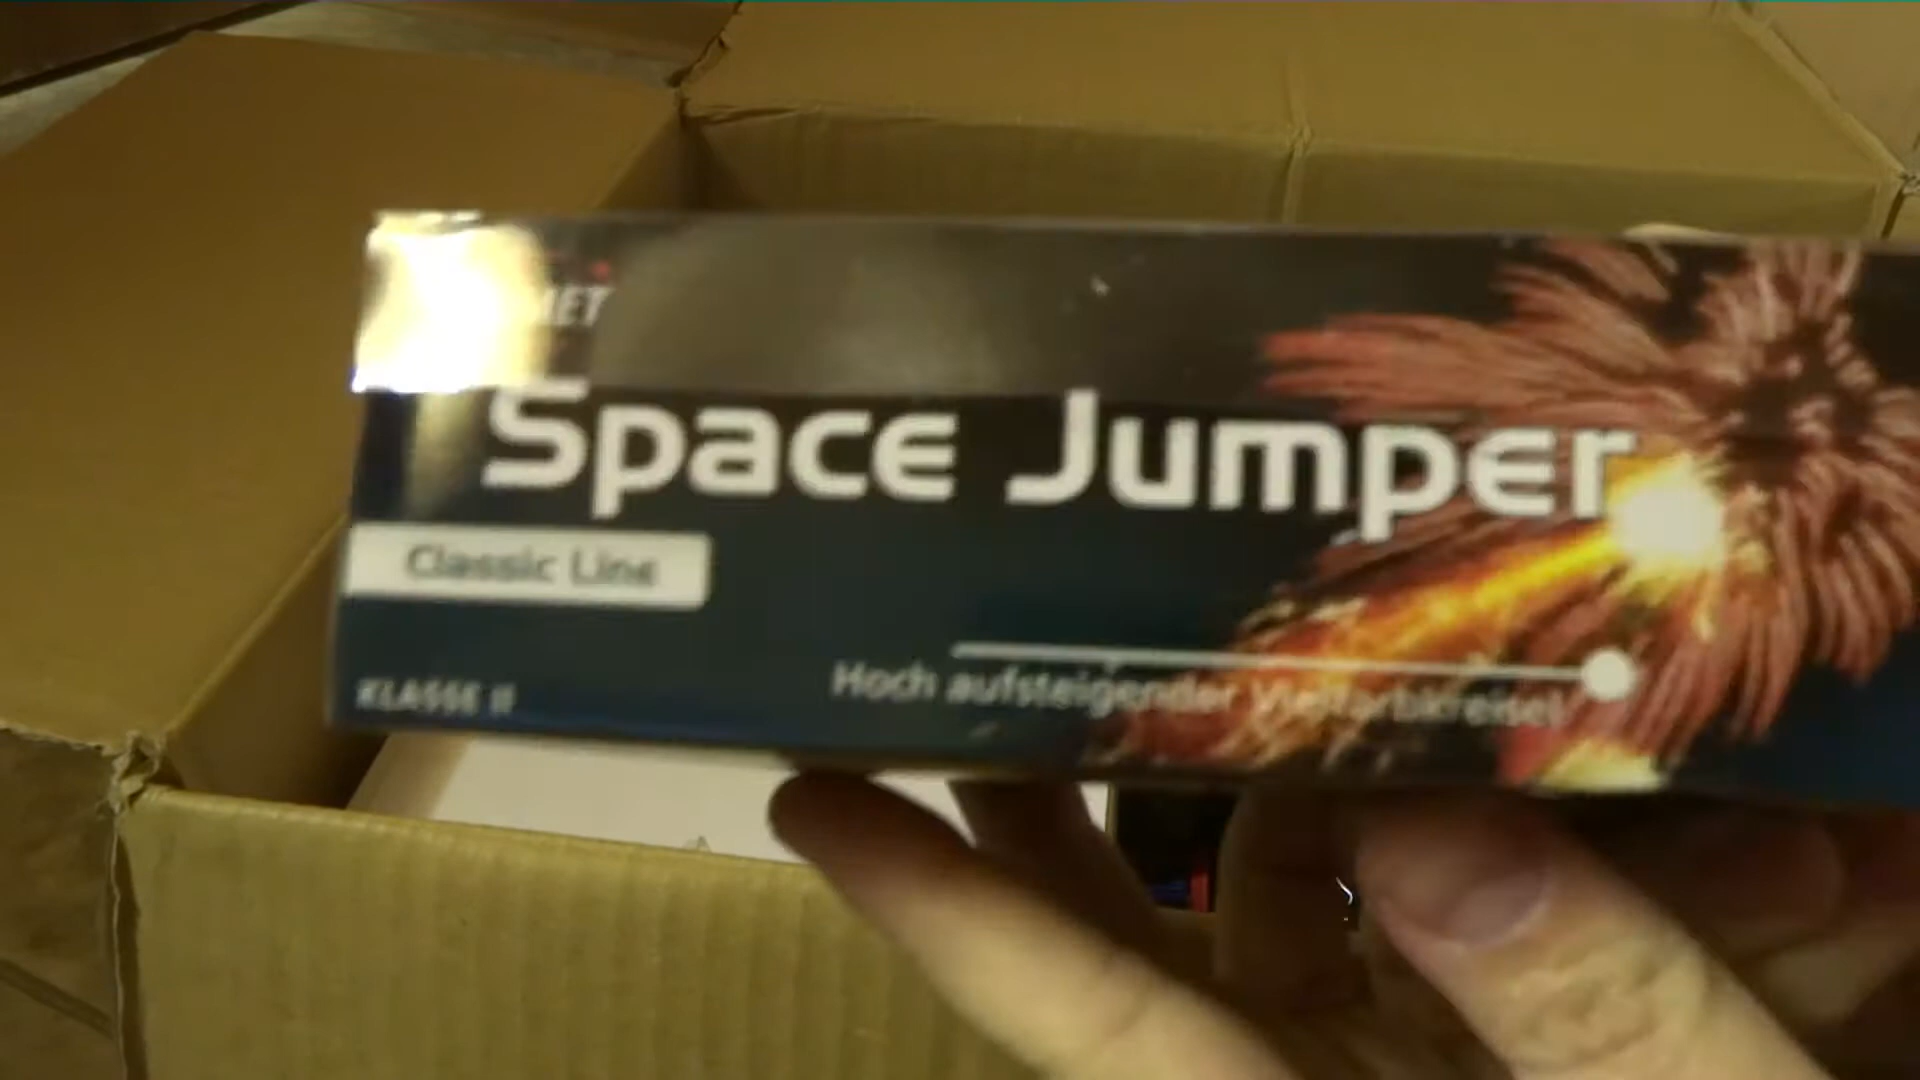 Space Jumper
Classic Line
KLASSE II
Hoch aufsteigender Vielfarbkreisel